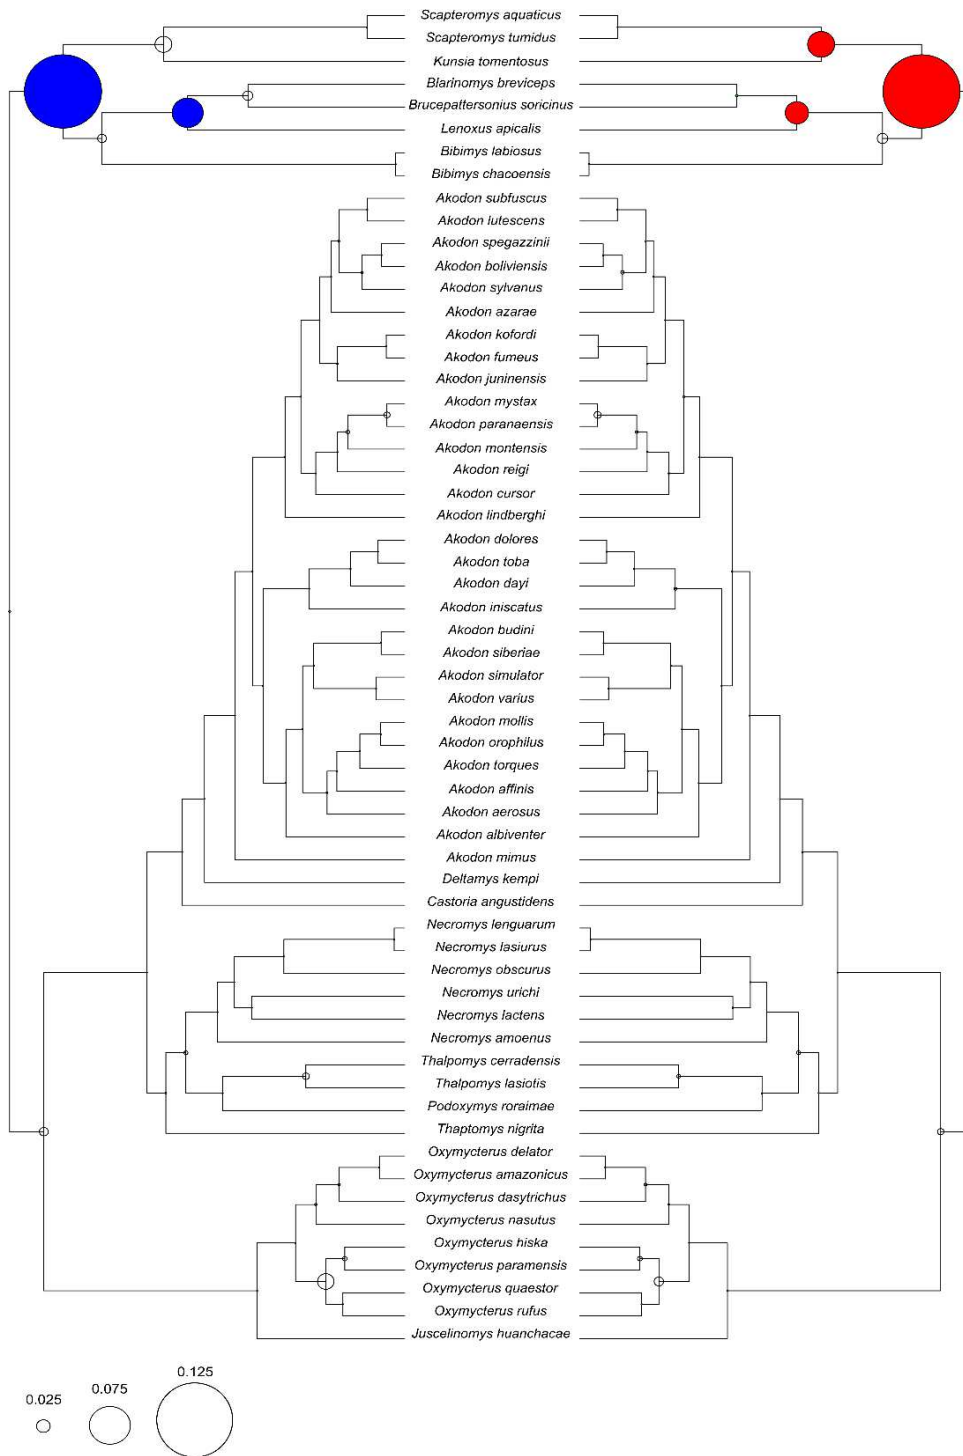 Scapteromys aquaticus
Scapteromys tumidus
Kunsia tomentosus
Blarinomys breviceps
Brucepattersonius soricinus
Lenoxus apicalis
Bibimys labiosus
Bibimys chacoensis
Akodon subfuscus
Akodon lutescens
Akodon spegazzinii
Akodon boliviensis
Akodon sylvanus
Akodon azarae
Akodon kofordi
Akodon fumeus
Akodon juninensis
Akodon mystax
Akodon paranaensis
Akodon montensis
Akodon reigi
Akodon cursor
Akodon lindberghi
Akodon dolores
Akodon toba
Akodon dayi
Akodon iniscatus
Akodon budini
Akodon siberiae
Akodon simulator
Akodon varius
Akodon mollis
Akodon orophilus
Akodon torques
Akodon affinis
Akodon aerosus
Akodon albiventer
Akodon mimus
Deltamys kempi
Castoria angustidens
Necromys lenguarum
Necromys lasiurus
Necromys obscurus
Necromys urichi
Necromys lactens
Necromys amoenus
Thalpomys cerradensis
Thalpomys lasiotis
Podoxymys roraimae
Thaptomys nigrita
Oxymycterus delator
Oxymycterus amazonicus
Oxymycterus dasytrichus
Oxymycterus nasutus
Oxymycterus hiska
Oxymycterus paramensis
Oxymycterus quaestor
Oxymycterus rufus
Juscelinomys huanchacae
0.025 0.075 0.125